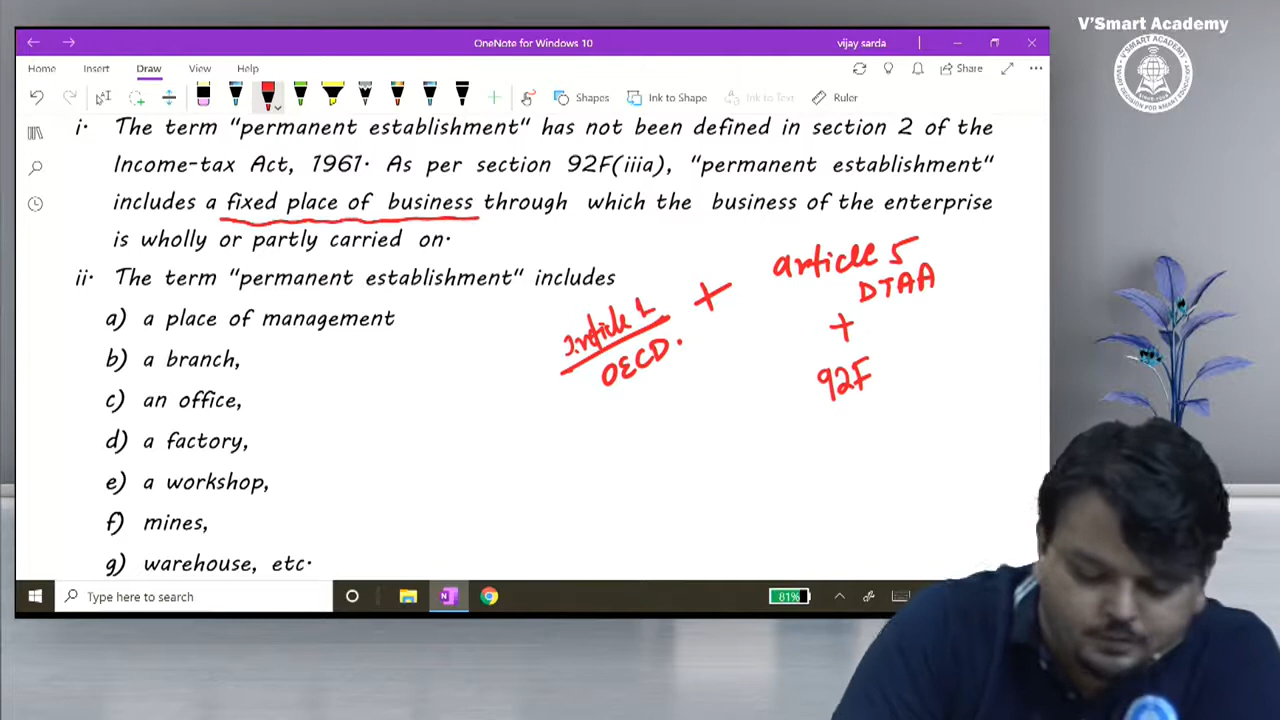 V'Smart Academy
OneNote for Windows 10
vijay sarda
Home Insert Draw View Help
Share
Shapes Ink to Shape Ink to Text Ruler
i. The term "permanent establishment" has not been defined in section 2 of the
Income-tax Act, 1961. As per section 92F(iiia), "permanent establishment"
includes a fixed place of business through which the business of the enterprise
is wholly or partly carried on.
ii. The term "permanent establishment" includes
a) a place of management
b) a branch,
c) an office,
d) a factory,
e) a workshop,
f) mines,
g) warehouse, etc.
article 5
DTAA
+
92F
+
OECD.
Type here to search
81%